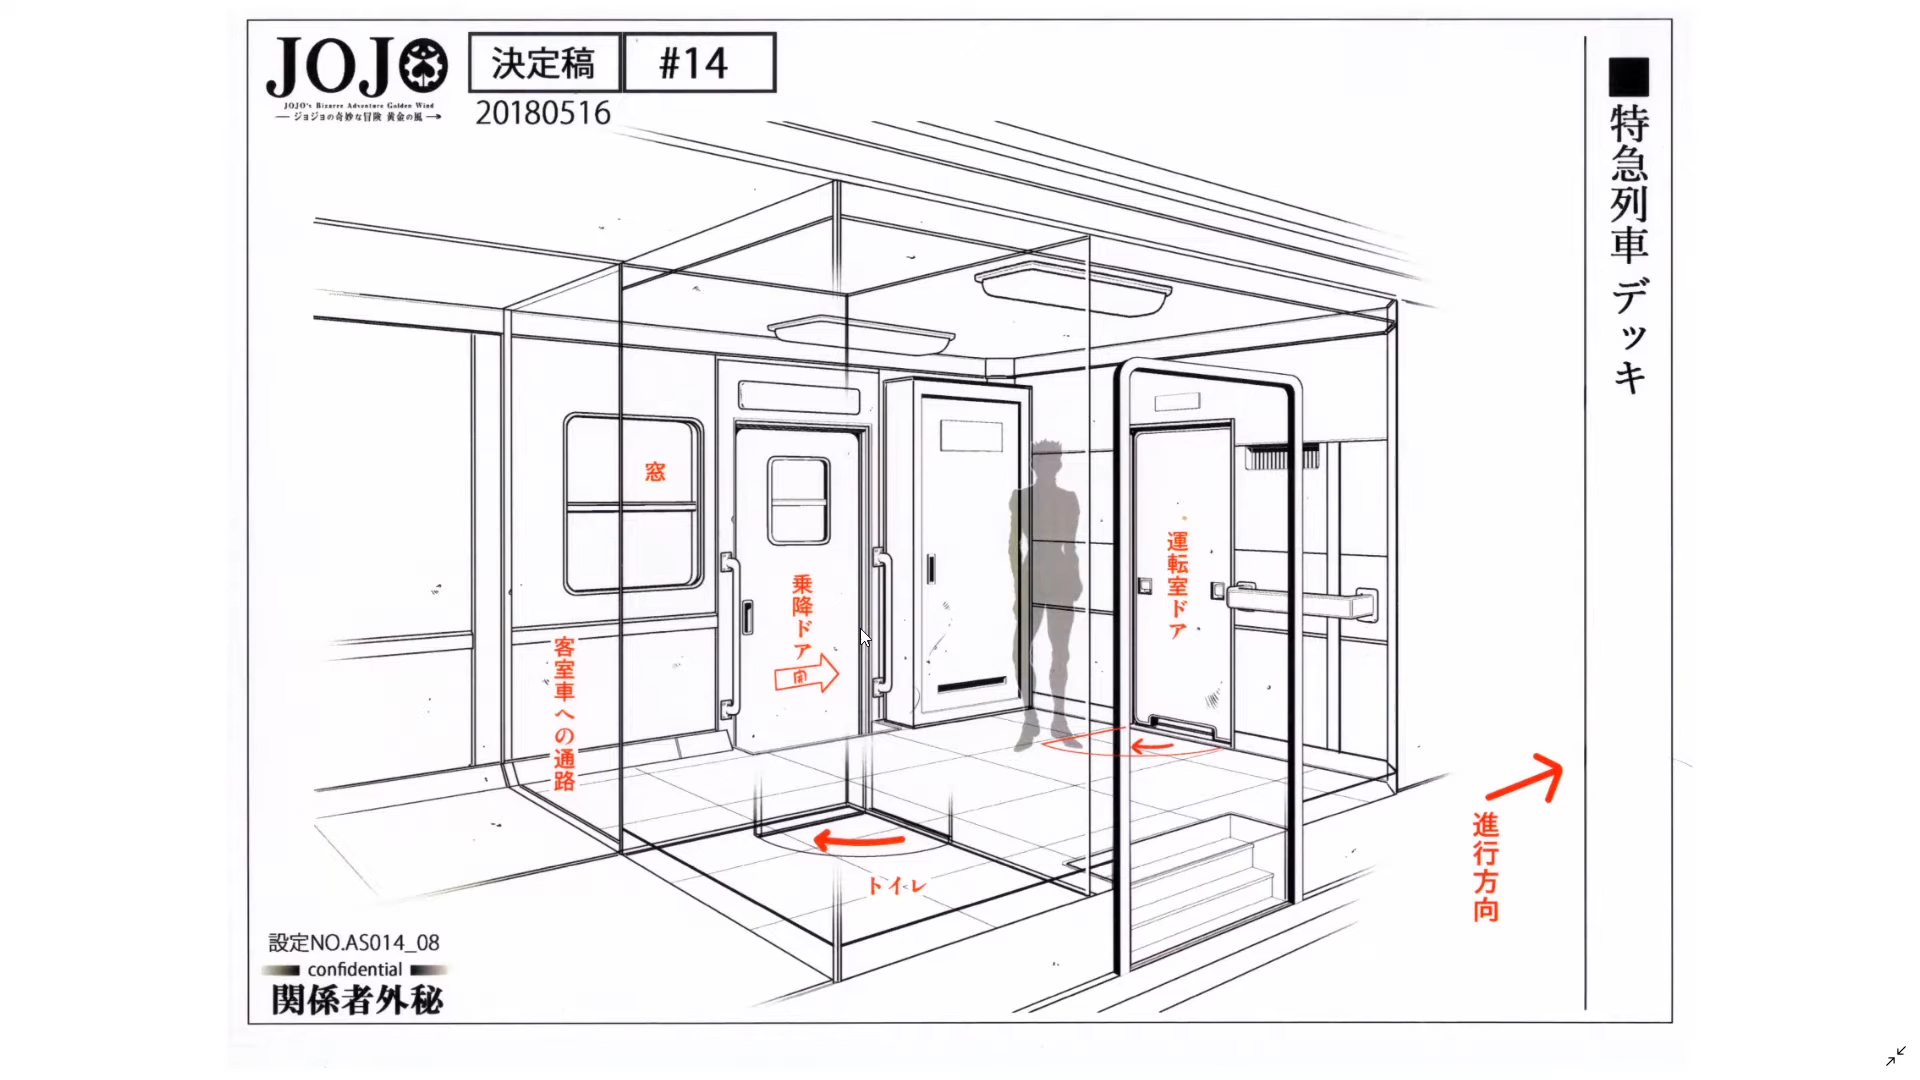 JOJO
JOJO's Bizarre Adventure Golden Wind
ジョジョの奇妙な冒険 黄金の風
決定稿
#14
20180516
■特急列車 デッキ
窓
乗降ドア
開
運転室ドア
客室車への通路
トイレ
進行方向
設定NO.AS014_08
confidential
関係者外秘